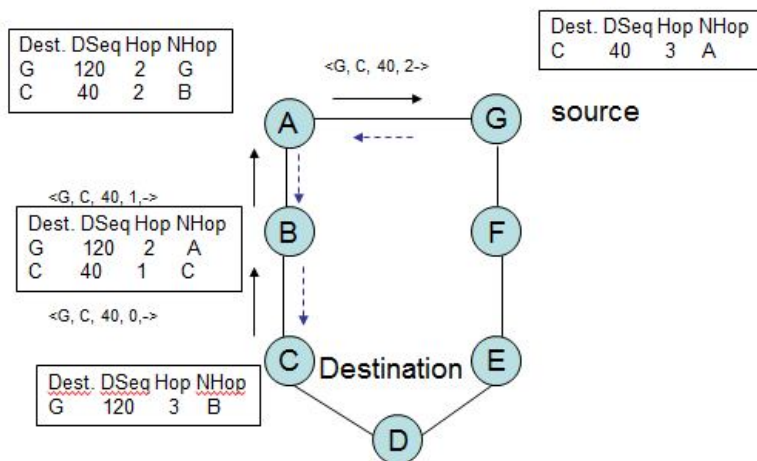 Dest. DSeq Hop NHop
G 120 2 G
C 40 2 B
<G, C, 40, 2->
Dest. DSeq Hop NHop
C 40 3 A
A
G
source
<G, C, 40, 1,->
Dest. DSeq Hop NHop
G 120 2 A
C 40 1 C
B
F
<G, C, 40, 0,->
C
Destination
E
Dest. DSeq Hop NHop
G 120 3 B
D